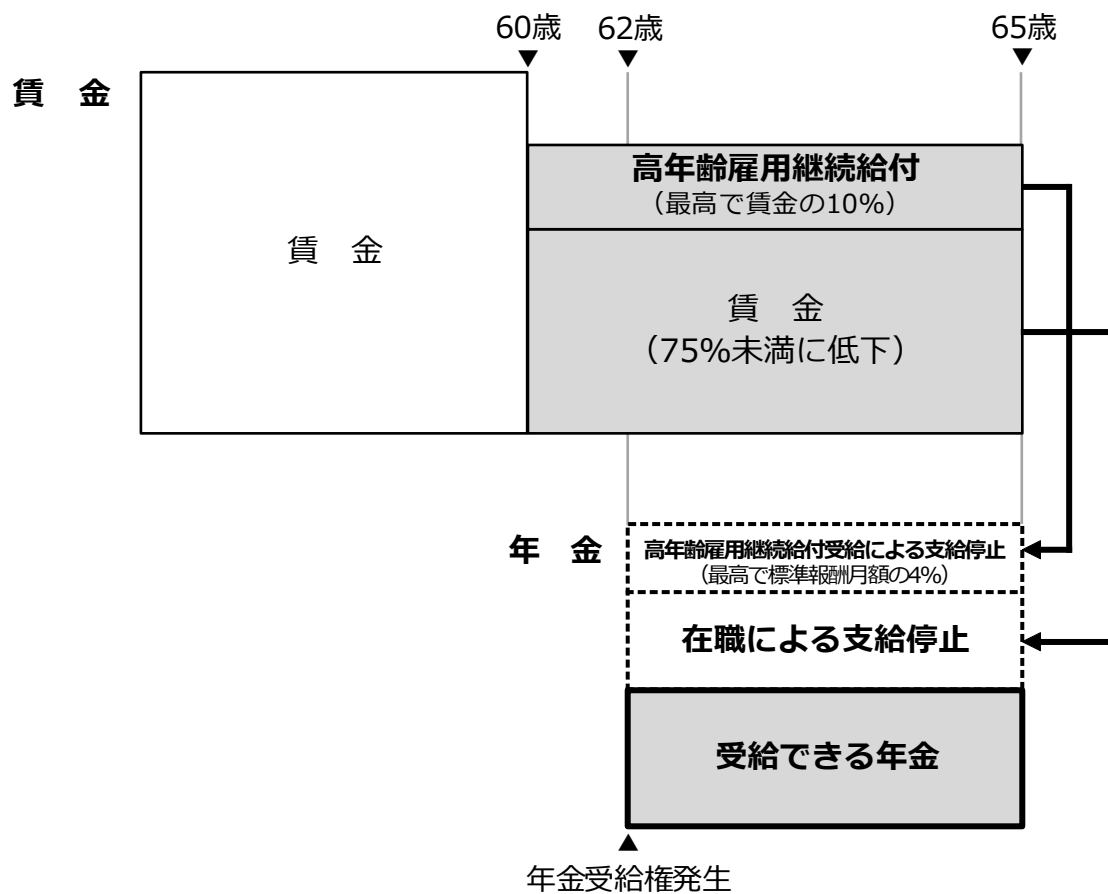 60歳
62歳
65歳
▼
▼
▼
賃　金
高年齢雇用継続給付
（最高で賃金の10%）
賃　金
賃　金
（75%未満に低下）
年　金
高年齢雇用継続給付受給による支給停止
（最高で標準報酬月額の4%）
在職による支給停止
受給できる年金
▲
年金受給権発生